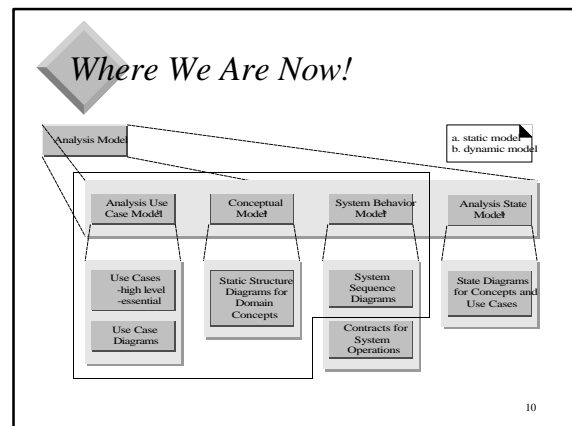 Where We Are Now!
Analysis Model
a. static model
b. dynamic model
Analysis Use
Case Model
Conceptual
Model
System Behavior
Model
Analysis State
Model
Use Cases
-high level
-essential
Use Case
Diagrams
Static Structure
Diagrams for
Domain
Concepts
System
Sequence
Diagrams
Contracts for
System
Operations
State Diagrams
for Concepts and
Use Cases
10